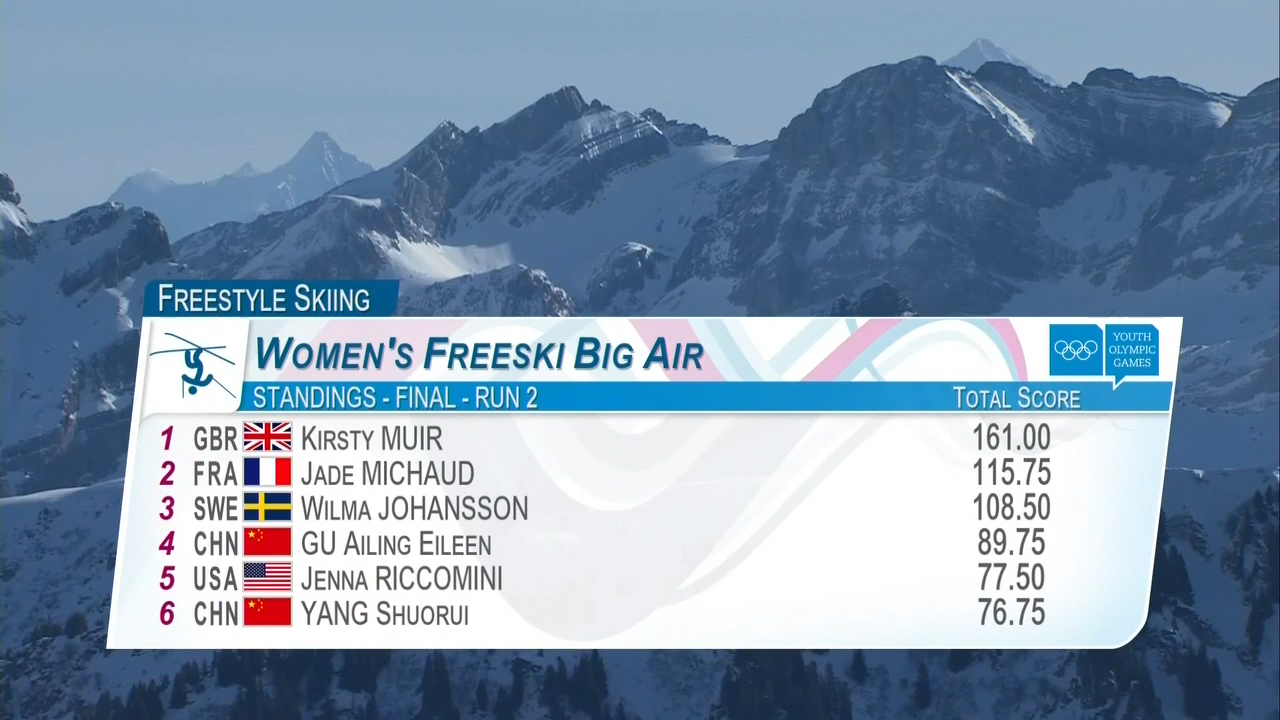 FREESTYLE SKIING
WOMEN'S FREESKI BIG AIR
YOUTH
OLYMPIC
GAMES
STANDINGS - FINAL - RUN 2 TOTAL SCORE
1 GBR KIRSTY MUIR 161.00
2 FRA JADE MICHAUD 115.75
3 SWE WILMA JOHANSSON 108.50
4 CHN GU AILING EILEEN 89.75
5 USA JENNA RICCOMINI 77.50
6 CHN YANG SHUORUI 76.75